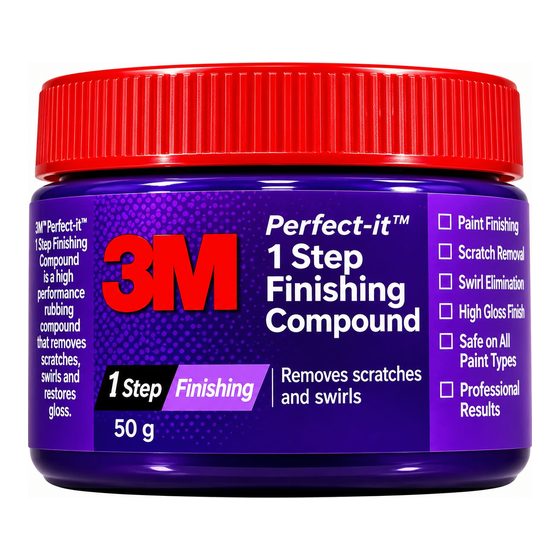 3M™ Perfect-it™
1 Step Finishing
Compound
is a high
performance
rubbing
compound
that removes
scratches,
swirls and
restores
gloss.
3M
Perfect-it™
1 Step
Finishing
Compound
1 Step Finishing
Removes scratches
and swirls
50 g
Paint Finishing
Scratch Removal
Swirl Elimination
High Gloss Finish
Safe on All
Paint Types
Professional
Results